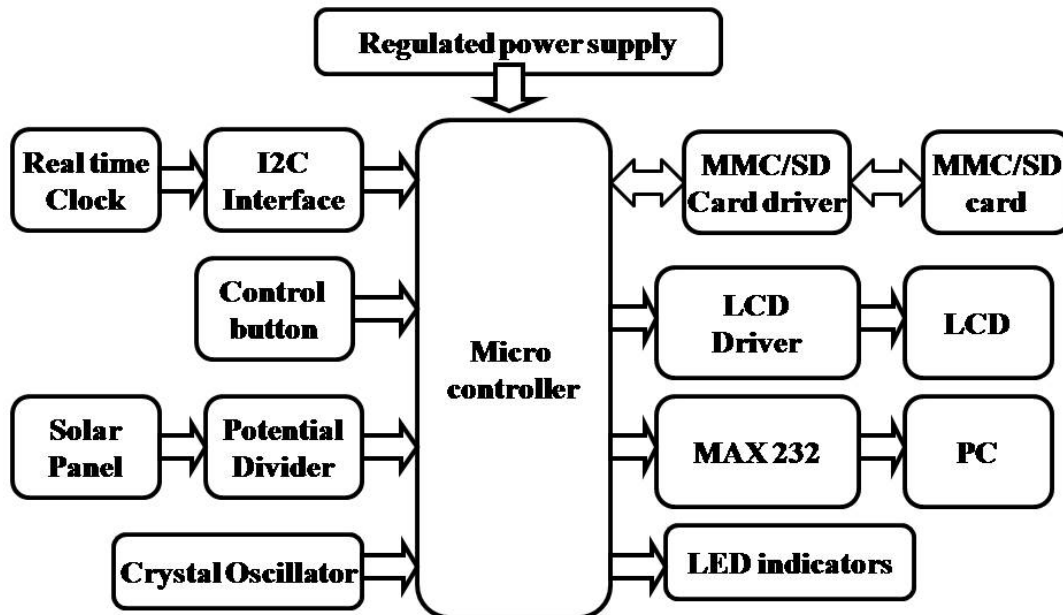 Regulated power supply
Real time
Clock
I2C
Interface
MMC/SD
Card driver
MMC/SD
card
Control
button
LCD
Driver
LCD
Micro
controller
Solar
Panel
Potential
Divider
MAX 232
PC
Crystal Oscillator
LED indicators